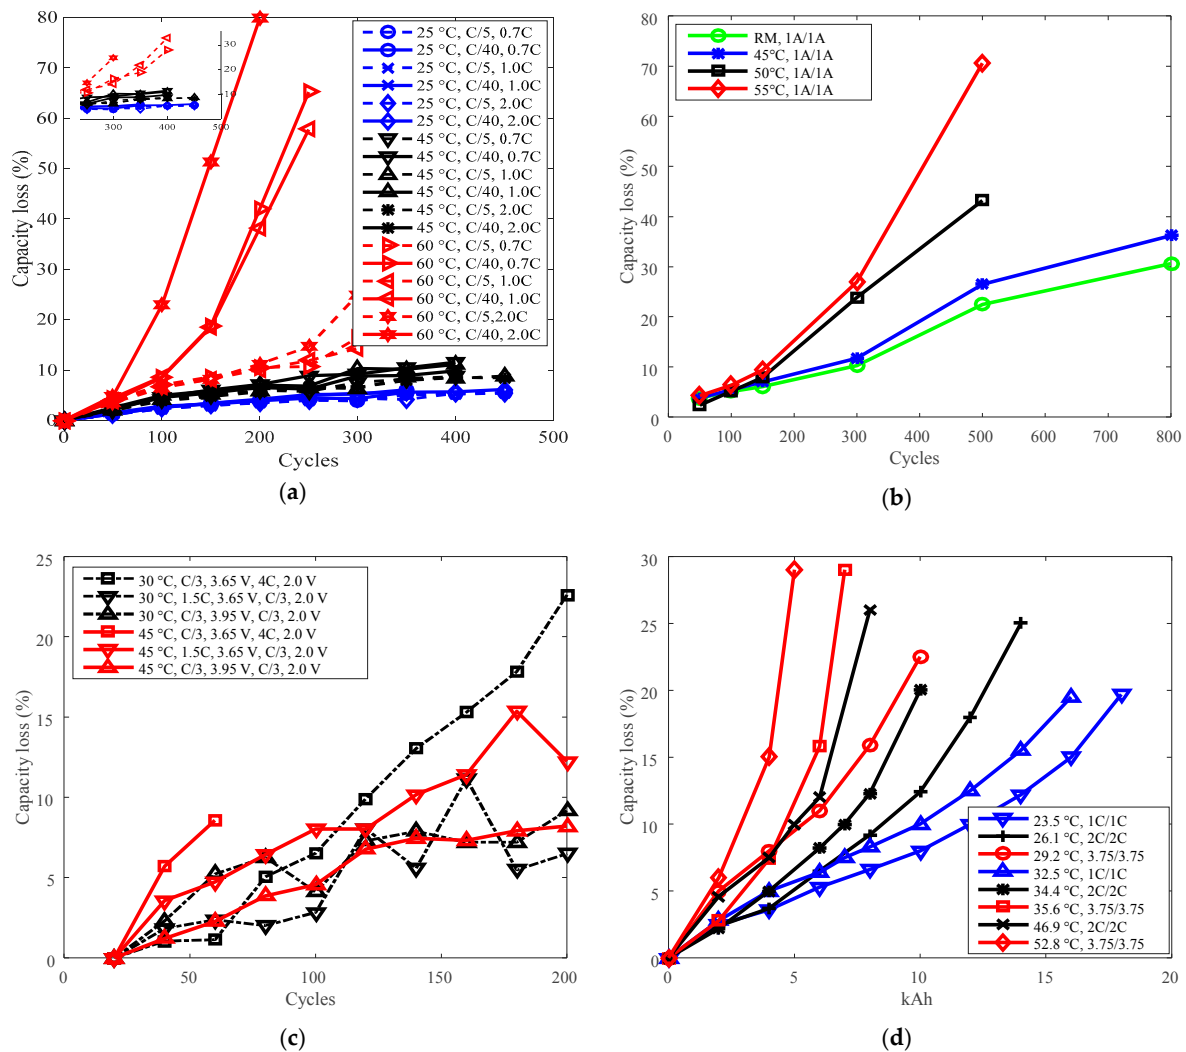 80
70
60
50
40
30
20
10
0
Capacity loss (%)
0
100
200
300
400
500
Cycles
30
20
10
0
300
400
500
25 °C, C/5, 0.7C
25 °C, C/40, 0.7C
25 °C, C/5, 1.0C
25 °C, C/40, 1.0C
25 °C, C/5, 2.0C
25 °C, C/40, 2.0C
45 °C, C/5, 0.7C
45 °C, C/40, 0.7C
45 °C, C/5, 1.0C
45 °C, C/40, 1.0C
45 °C, C/5, 2.0C
45 °C, C/40, 2.0C
60 °C, C/5, 0.7C
60 °C, C/40, 0.7C
60 °C, C/5, 1.0C
60 °C, C/40, 1.0C
60 °C, C/5,2.0C
60 °C, C/40, 2.0C
(a)
80
70
60
50
40
30
20
10
0
Capacity loss (%)
0
100
200
300
400
500
600
700
800
Cycles
RM, 1A/1A
45°C, 1A/1A
50°C, 1A/1A
55°C, 1A/1A
(b)
25
20
15
10
5
0
Capacity loss (%)
0
50
100
150
200
Cycles
30 °C, C/3, 3.65 V, 4C, 2.0 V
30 °C, 1.5C, 3.65 V, C/3, 2.0 V
30 °C, C/3, 3.95 V, C/3, 2.0 V
45 °C, C/3, 3.65 V, 4C, 2.0 V
45 °C, 1.5C, 3.65 V, C/3, 2.0 V
45 °C, C/3, 3.95 V, C/3, 2.0 V
(c)
30
25
20
15
10
5
0
Capacity loss (%)
0
5
10
15
20
kAh
23.5 °C, 1C/1C
26.1 °C, 2C/2C
29.2 °C, 3.75/3.75
32.5 °C, 1C/1C
34.4 °C, 2C/2C
35.6 °C, 3.75/3.75
46.9 °C, 2C/2C
52.8 °C, 3.75/3.75
(d)